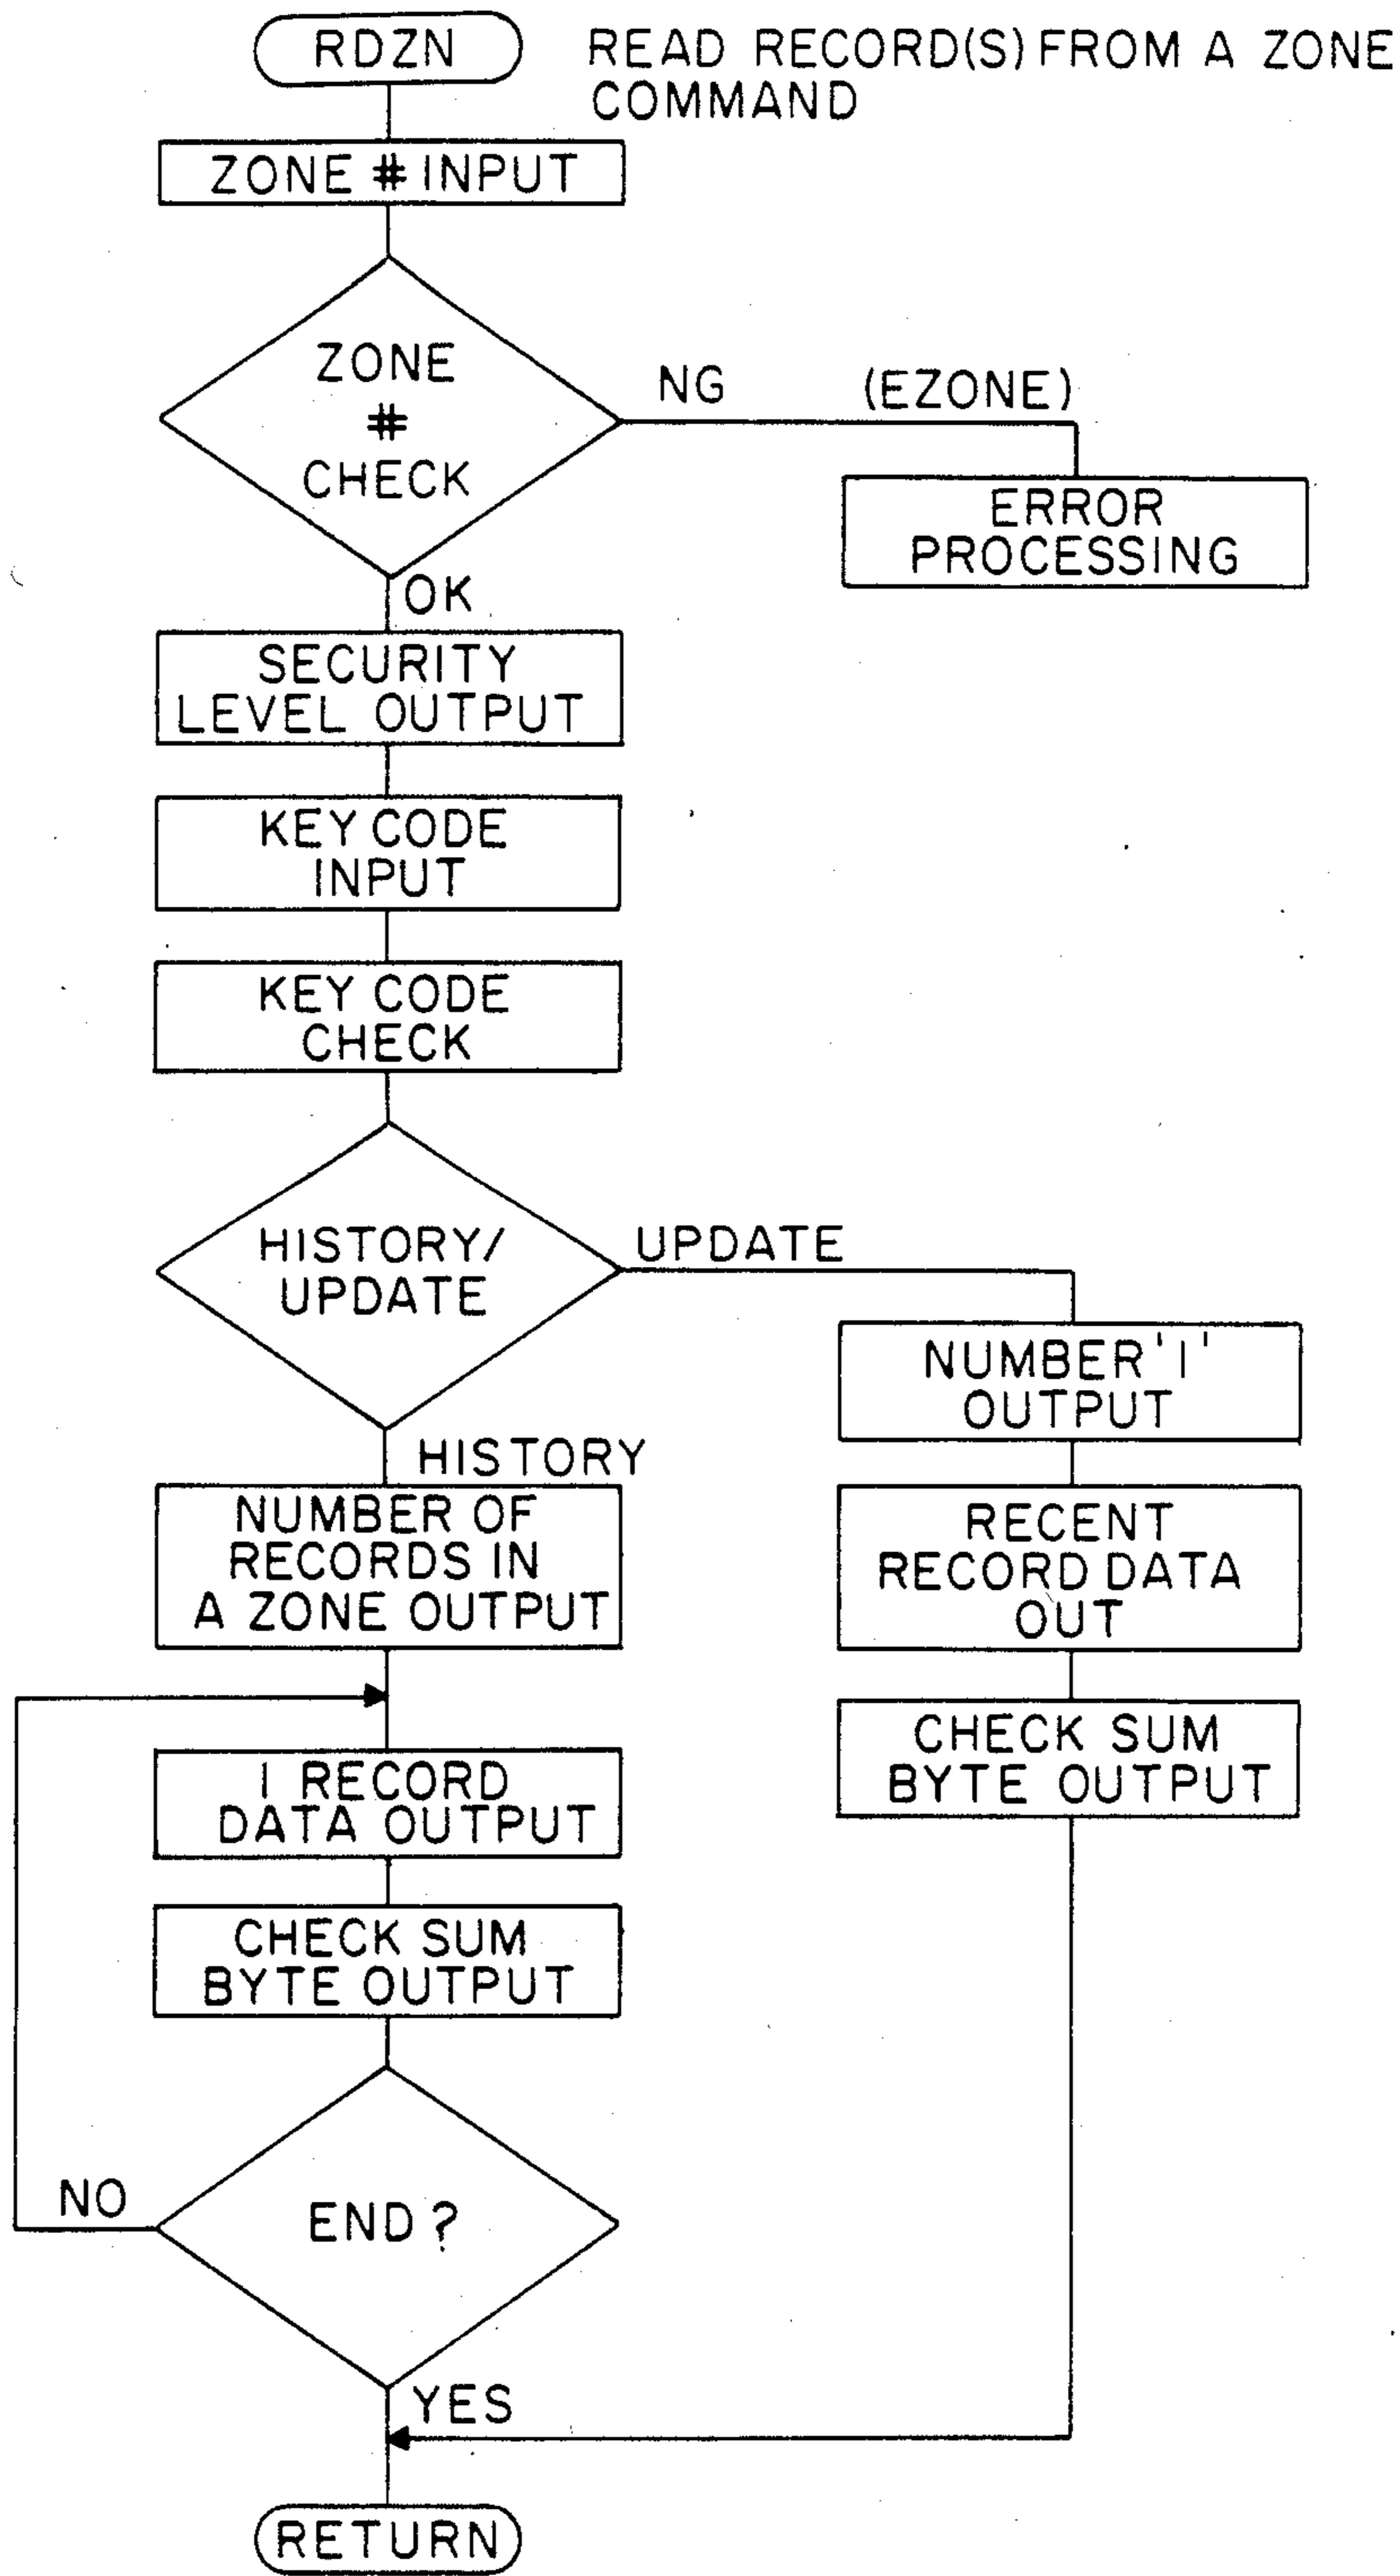 RDZN
READ RECORD(S) FROM A ZONE
COMMAND
ZONE # INPUT
ZONE
#
CHECK
NG
(EZONE)
ERROR
PROCESSING
OK
SECURITY
LEVEL OUTPUT
KEY CODE
INPUT
KEY CODE
CHECK
HISTORY/
UPDATE
UPDATE
NUMBER '1'
OUTPUT
RECENT
RECORD DATA
OUT
CHECK SUM
BYTE OUTPUT
HISTORY
NUMBER OF
RECORDS IN
A ZONE OUTPUT
1 RECORD
DATA OUTPUT
CHECK SUM
BYTE OUTPUT
NO
END ?
YES
RETURN